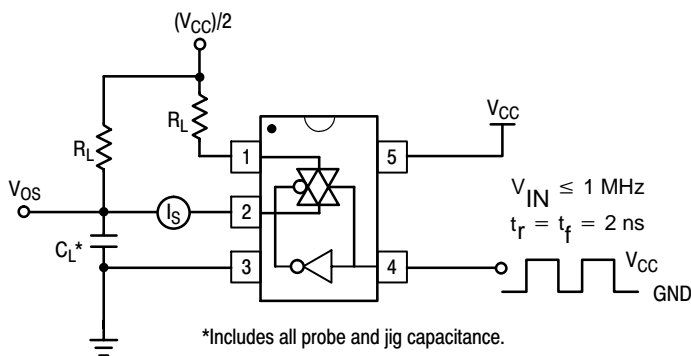 (VCC)/2
RL
RL
VCC
1
5
VOS
IS
2
VIN ≤ 1 MHz
tr = tf = 2 ns
CL*
3
4
VCC
GND
*Includes all probe and jig capacitance.